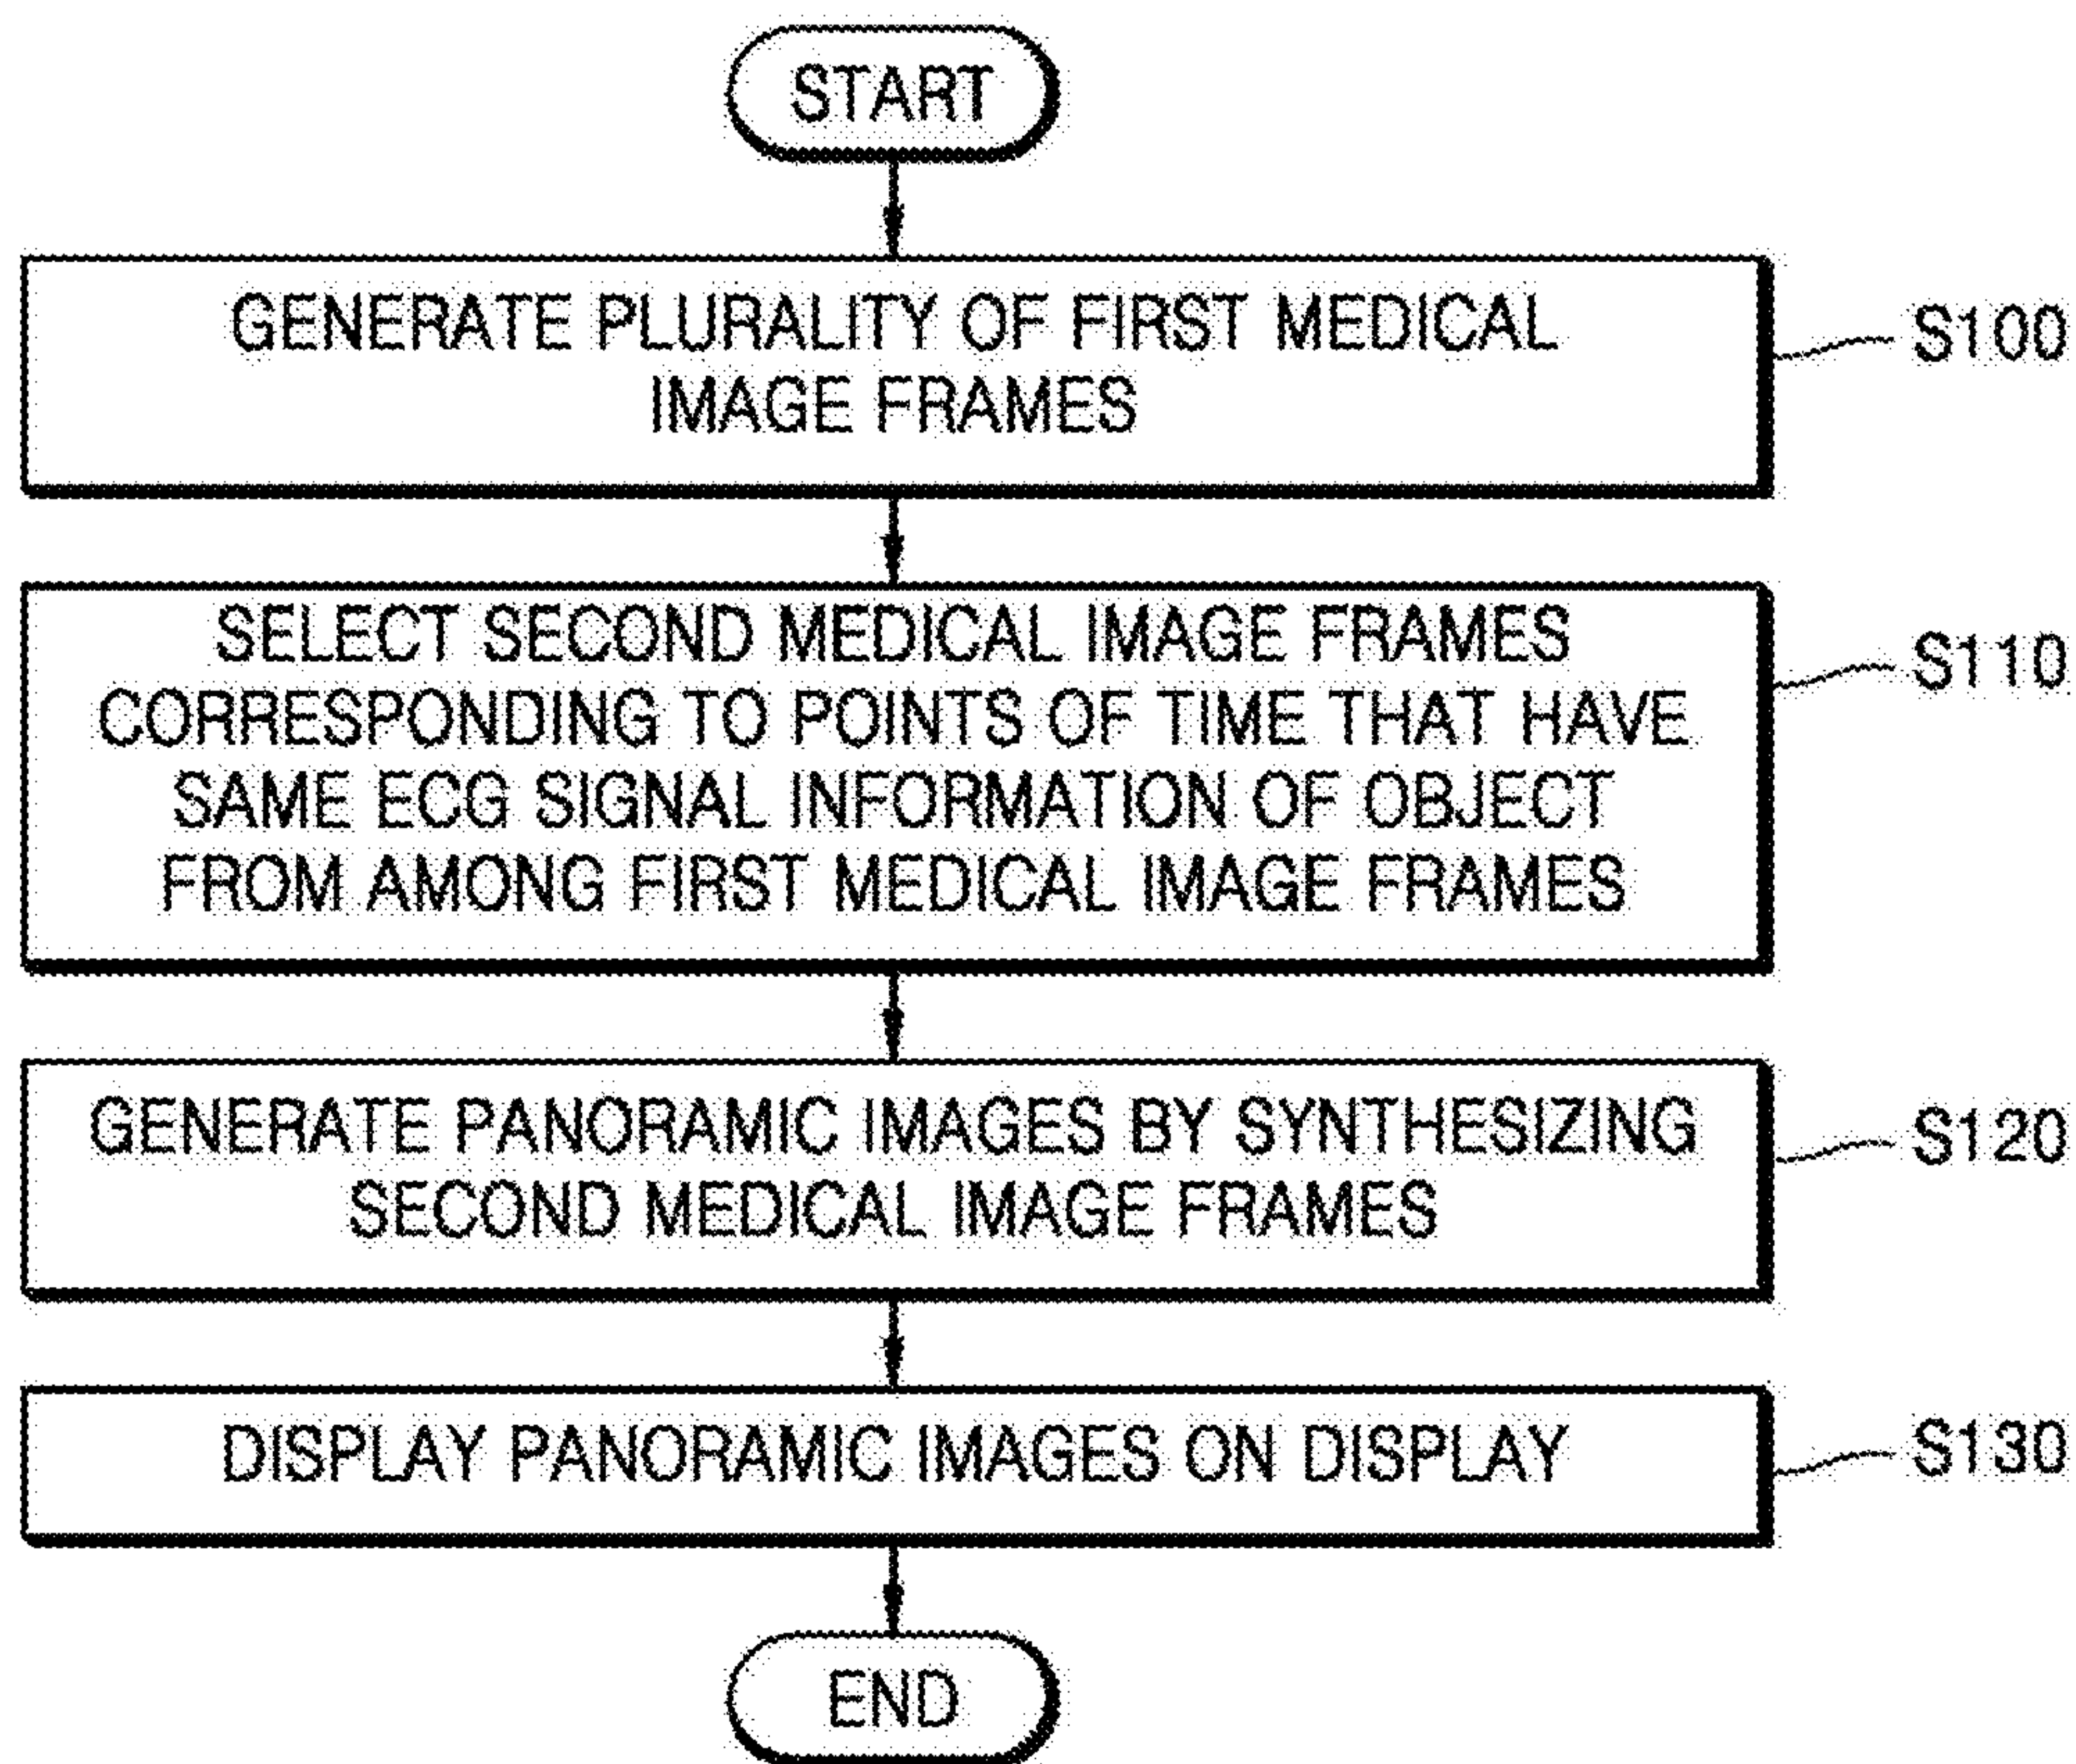 START
GENERATE PLURALITY OF FIRST MEDICAL
IMAGE FRAMES
S100
SELECT SECOND MEDICAL IMAGE FRAMES
CORRESPONDING TO POINTS OF TIME THAT HAVE
SAME ECG SIGNAL INFORMATION OF OBJECT
FROM AMONG FIRST MEDICAL IMAGE FRAMES
S110
GENERATE PANORAMIC IMAGES BY SYNTHESIZING
SECOND MEDICAL IMAGE FRAMES
S120
DISPLAY PANORAMIC IMAGES ON DISPLAY
S130
END